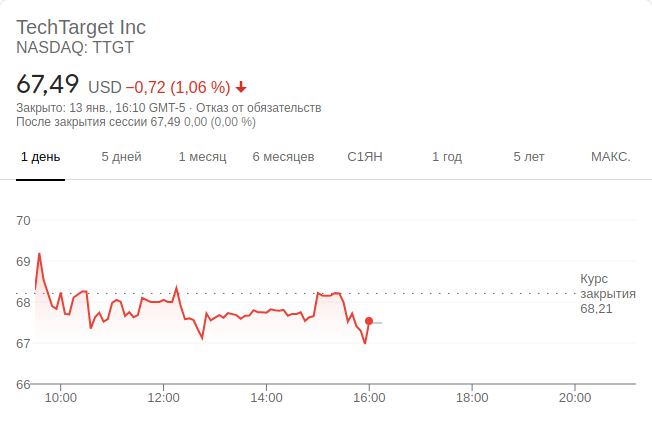 TechTarget Inc
NASDAQ: TTGT
67,49 USD −0,72 (1,06 %)
Закрыто: 13 янв., 16:10 GMT-5 · Отказ от обязательств
После закрытия сессии 67,49 0,00 (0,00 %)
1 день 5 дней 1 месяц 6 месяцев С1ЯН 1 год 5 лет МАКС.
70
69
68
67
66
Курс
закрытия
68,21
10:00 12:00 14:00 16:00 18:00 20:00